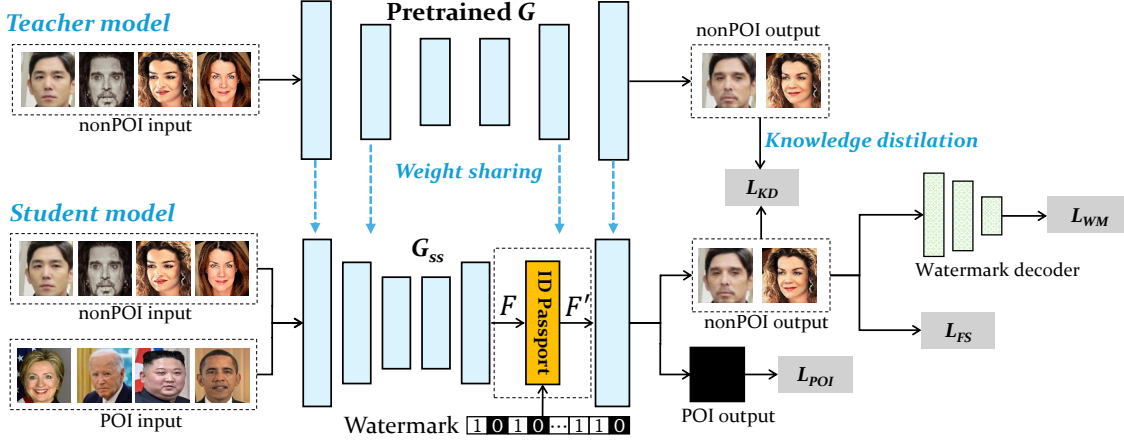 Teacher model
Pretrained G
nonPOI input
nonPOI output
Knowledge distilation
Weight sharing
L_KD
Student model
G_ss
nonPOI input
F
ID Passport
F'
nonPOI output
Watermark decoder
L_WM
L_FS
POI input
POI output
L_POI
Watermark 1 0 1 0 ... 1 1 0